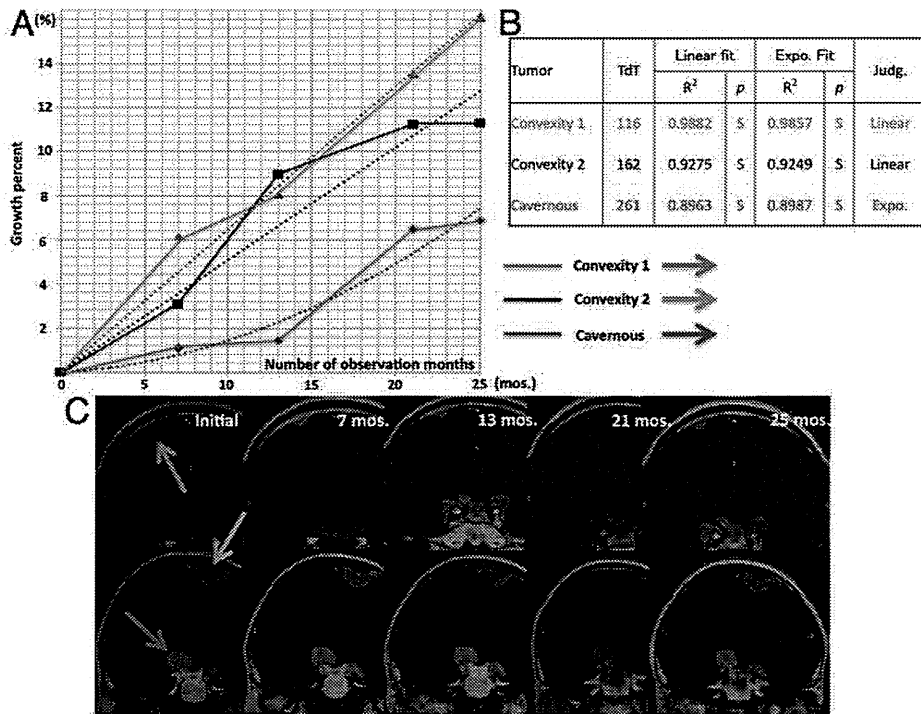 A
(%)
14
12
10
8
6
4
2
Growth percent
0
5
10
15
20
25
(mos.)
Number of observation months
B
Tumor TdT Linear fit Expo. Fit Judg.
R² p R² p
Convexity 1 116 0.9882 S 0.9857 S Linear
Convexity 2 162 0.9275 S 0.9249 S Linear
Cavernous 261 0.8963 S 0.8987 S Expo.
Convexity 1
Convexity 2
Cavernous
C
Initial
7 mos.
13 mos.
21 mos.
25 mos.